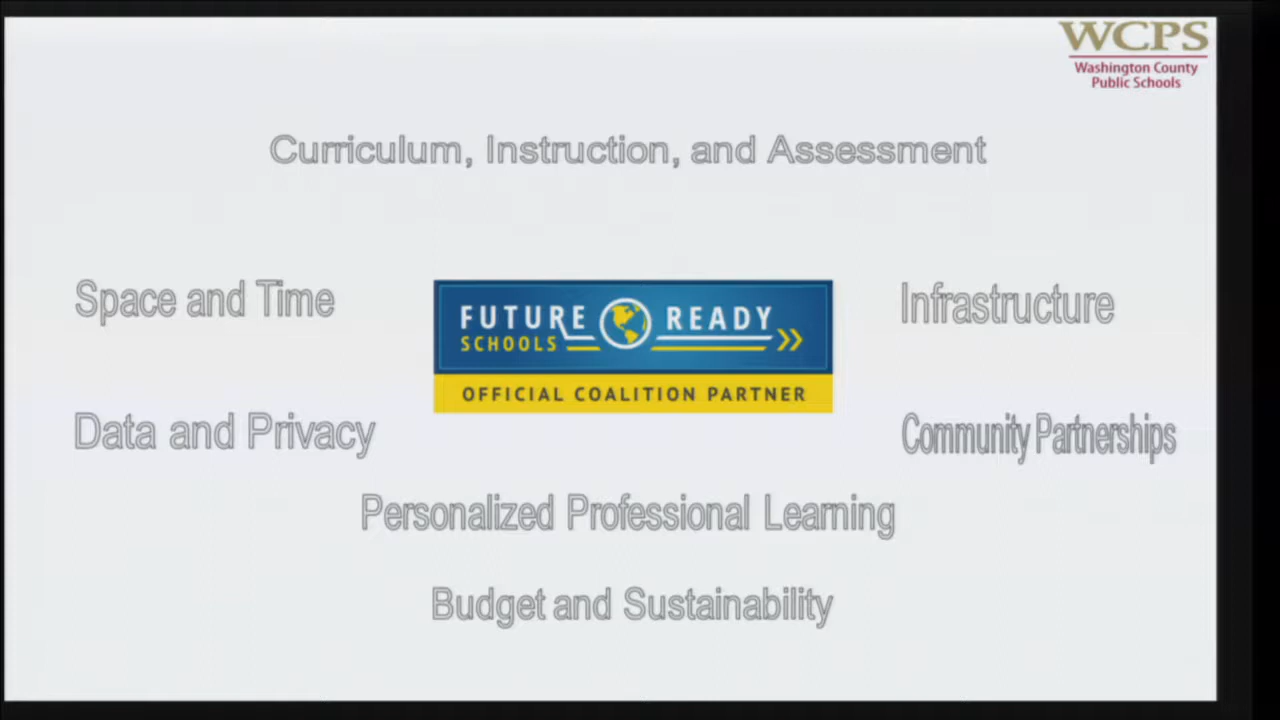 WCPS
Washington County
Public Schools
Curriculum, Instruction, and Assessment
Space and Time
FUTURE READY
SCHOOLS
OFFICIAL COALITION PARTNER
Infrastructure
Data and Privacy
Community Partnerships
Personalized Professional Learning
Budget and Sustainability